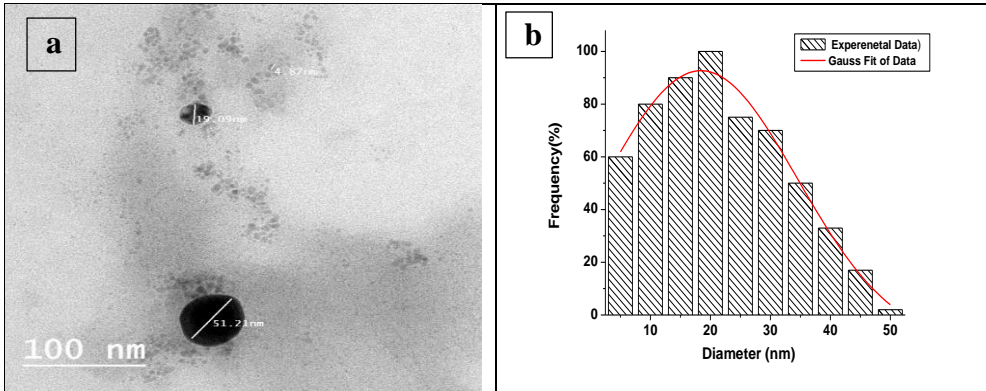 a
4.87nm
19.09nm
51.21nm
100 nm
b
Experenetal Data)
Gauss Fit of Data
100
80
60
40
20
0
Frequency(%)
10 20 30 40 50
Diameter (nm)